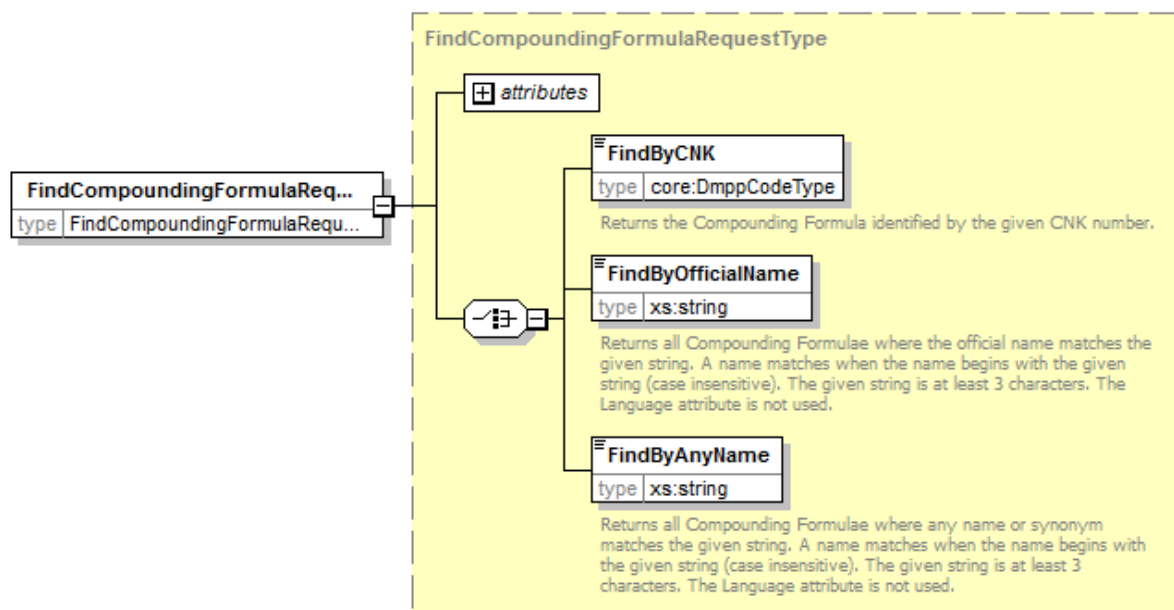 FindCompoundingFormulaRequestType
attributes
FindCompoundingFormulaReq...
type FindCompoundingFormulaRequ...
FindByCNK
type core:DmppCodeType
Returns the Compounding Formula identified by the given CNK number.
FindByOfficialName
type xs:string
Returns all Compounding Formulae where the official name matches the
given string. A name matches when the name begins with the given
string (case insensitive). The given string is at least 3 characters. The
Language attribute is not used.
FindByAnyName
type xs:string
Returns all Compounding Formulae where any name or synonym
matches the given string. A name matches when the name begins with
the given string (case insensitive). The given string is at least 3
characters. The Language attribute is not used.